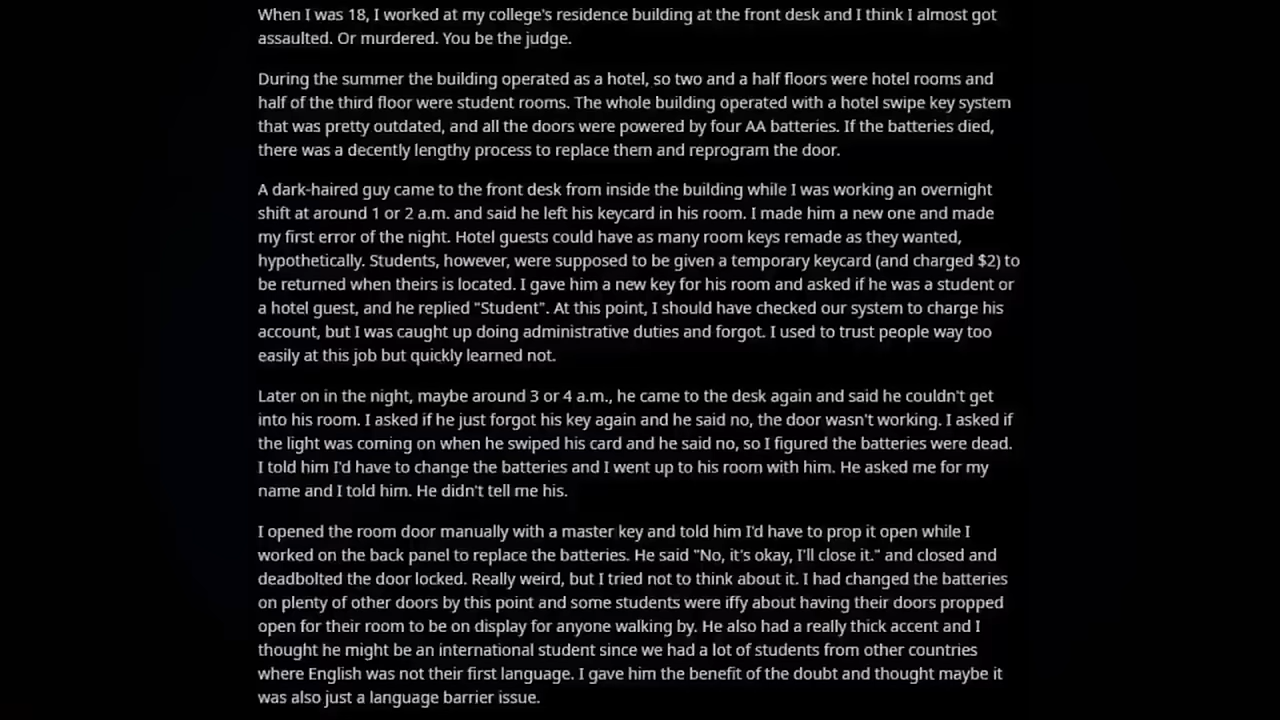 When I was 18, I worked at my college's residence building at the front desk and I think I almost got
assaulted. Or murdered. You be the judge.
During the summer the building operated as a hotel, so two and a half floors were hotel rooms and
half of the third floor were student rooms. The whole building operated with a hotel swipe key system
that was pretty outdated, and all the doors were powered by four AA batteries. If the batteries died,
there was a decently lengthy process to replace them and reprogram the door.
A dark-haired guy came to the front desk from inside the building while I was working an overnight
shift at around 1 or 2 a.m. and said he left his keycard in his room. I made him a new one and made
my first error of the night. Hotel guests could have as many room keys remade as they wanted,
hypothetically. Students, however, were supposed to be given a temporary keycard (and charged $2) to
be returned when theirs is located. I gave him a new key for his room and asked if he was a student or
a hotel guest, and he replied "Student". At this point, I should have checked our system to charge his
account, but I was caught up doing administrative duties and forgot. I used to trust people way too
easily at this job but quickly learned not.
Later on in the night, maybe around 3 or 4 a.m., he came to the desk again and said he couldn't get
into his room. I asked if he just forgot his key again and he said no, the door wasn't working. I asked if
the light was coming on when he swiped his card and he said no, so I figured the batteries were dead.
I told him I'd have to change the batteries and I went up to his room with him. He asked me for my
name and I told him. He didn't tell me his.
I opened the room door manually with a master key and told him I'd have to prop it open while I
worked on the back panel to replace the batteries. He said "No, it's okay, I'll close it." and closed and
deadbolted the door locked. Really weird, but I tried not to think about it. I had changed the batteries
on plenty of other doors by this point and some students were iffy about having their doors propped
open for their room to be on display for anyone walking by. He also had a really thick accent and I
thought he might be an international student since we had a lot of students from other countries
where English was not their first language. I gave him the benefit of the doubt and thought maybe it
was also just a language barrier issue.